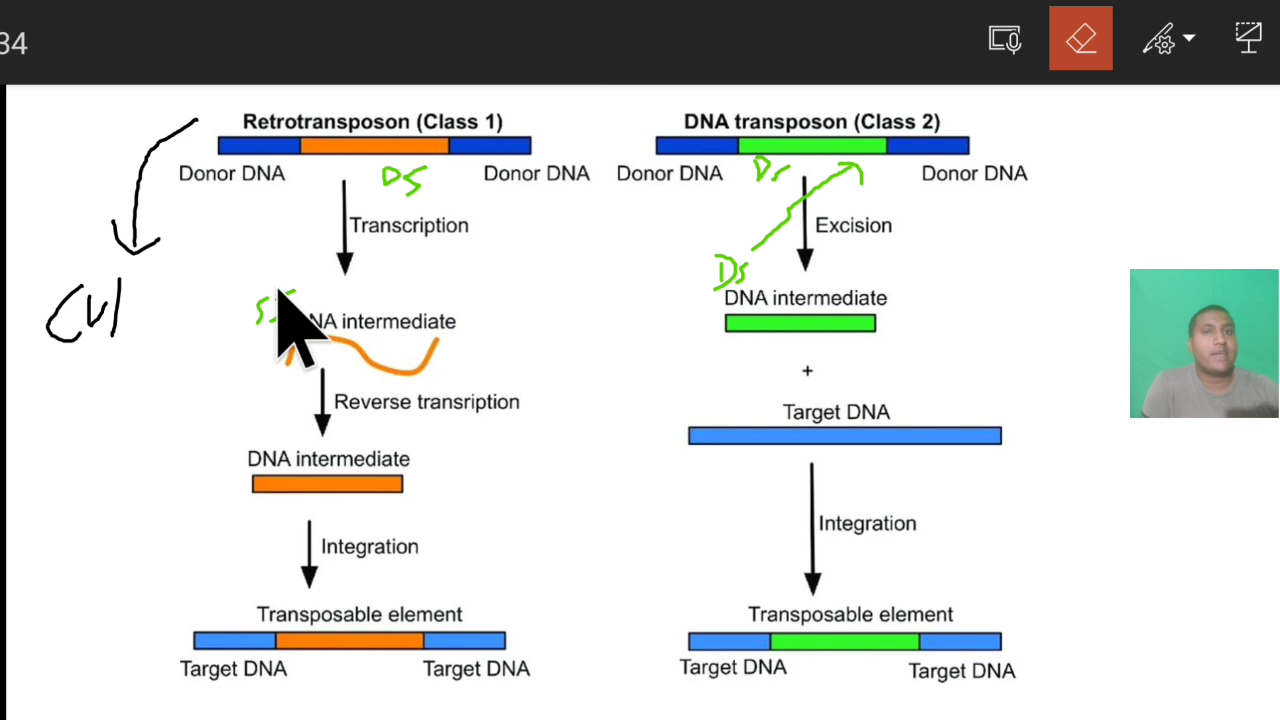 34
Retrotransposon (Class 1)
Donor DNA
Donor DNA
DS
Transcription
SS
NA intermediate
Reverse transription
DNA intermediate
Integration
Transposable element
Target DNA
Target DNA
DNA transposon (Class 2)
Donor DNA
Donor DNA
Ds
Excision
Ds
DNA intermediate
+
Target DNA
Integration
Transposable element
Target DNA
Target DNA